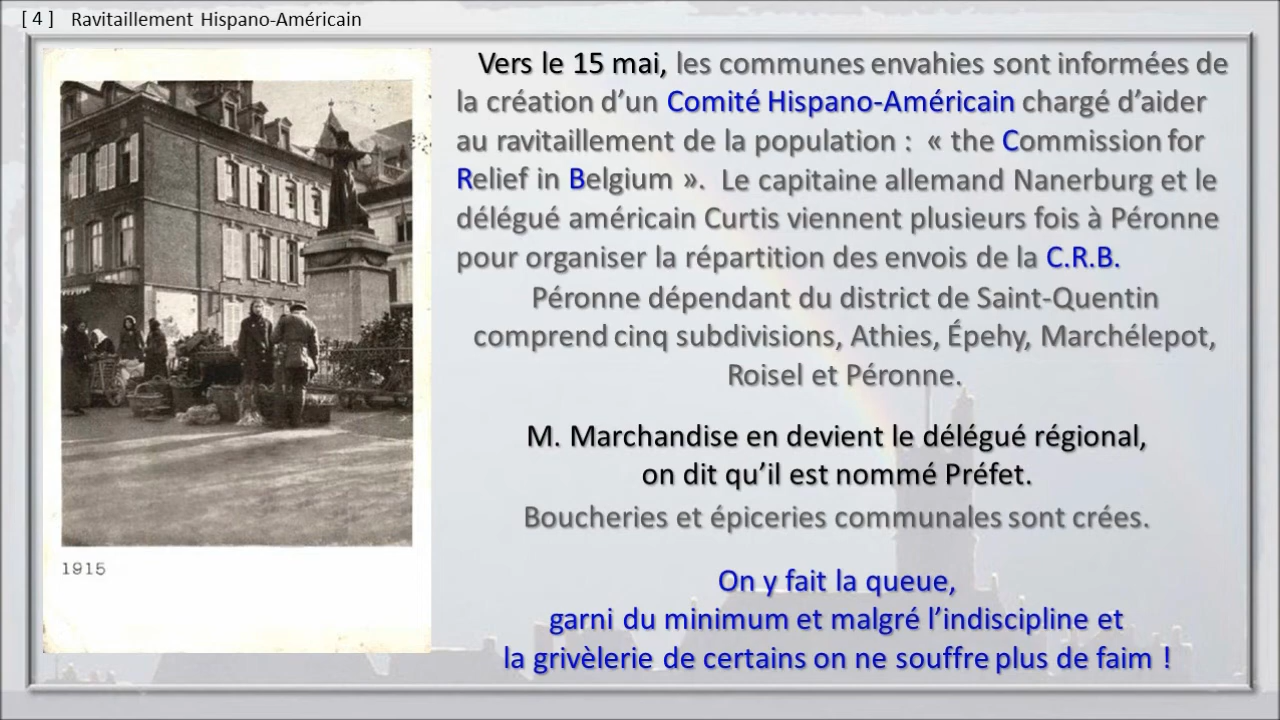 [ 4 ] Ravitaillement Hispano-Américain
Vers le 15 mai, les communes envahies sont informées de
la création d’un Comité Hispano-Américain chargé d’aider
au ravitaillement de la population : « the Commission for
Relief in Belgium ». Le capitaine allemand Nanerburg et le
délégué américain Curtis viennent plusieurs fois à Péronne
pour organiser la répartition des envois de la C.R.B.
Péronne dépendant du district de Saint-Quentin
comprend cinq subdivisions, Athies, Épehy, Marchélepot,
Roisel et Péronne.
M. Marchandise en devient le délégué régional,
on dit qu’il est nommé Préfet.
Boucheries et épiceries communales sont crées.
On y fait la queue,
garni du minimum et malgré l’indiscipline et
la grivèlerie de certains on ne souffre plus de faim !
1915